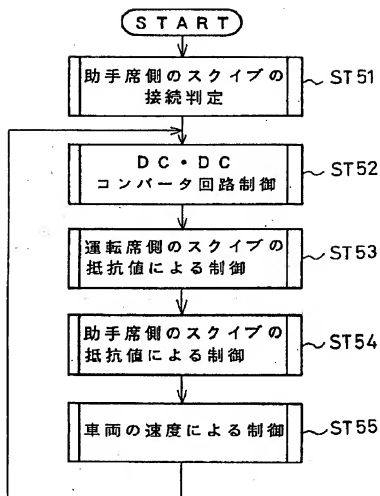 START
助手席側のスクイブの
接続判定
ST51
DC・DC
コンバータ回路制御
ST52
運転席側のスクイブの
抵抗値による制御
ST53
助手席側のスクイブの
抵抗値による制御
ST54
車両の速度による制御
ST55